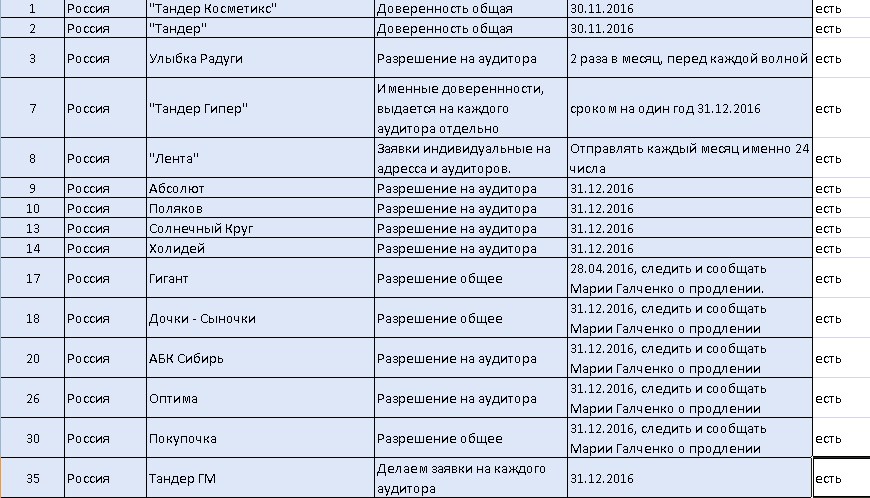 1 Россия "Тандер Косметикс" Доверенность общая 30.11.2016 есть
2 Россия "Тандер" Доверенность общая 30.11.2016 есть
3 Россия Улыбка Радуги Разрешение на аудитора 2 раза в месяц, перед каждой волной есть
7 Россия "Тандер Гипер" Именные довереннности,
выдается на каждого
аудитора отдельно
сроком на один год 31.12.2016 есть
8 Россия "Лента" Заявки индивидуальные на
адресса и аудиторов.
Отправлять каждый месяц именно 24
числа
есть
9 Россия Абсолют Разрешение на аудитора 31.12.2016 есть
10 Россия Поляков Разрешение на аудитора 31.12.2016 есть
13 Россия Солнечный Круг Разрешение на аудитора 31.12.2016 есть
14 Россия Холидей Разрешение на аудитора 31.12.2016 есть
17 Россия Гигант Разрешение общее 28.04.2016, следить и сообщать
Марии Галченко о продлении.
есть
18 Россия Дочки - Сыночки Разрешение общее 31.12.2016, следить и сообщать
Марии Галченко о продлении
есть
20 Россия АБК Сибирь Разрешение на аудитора 31.12.2016, следить и сообщать
Марии Галченко о продлении
есть
26 Россия Оптима Разрешение на аудитора 31.12.2016, следить и сообщать
Марии Галченко о продлении
есть
30 Россия Покупочка Разрешение общее 31.12.2016, следить и сообщать
Марии Галченко о продлении
есть
35 Россия Тандер ГМ Делаем заявки на каждого
аудитора
31.12.2016 есть